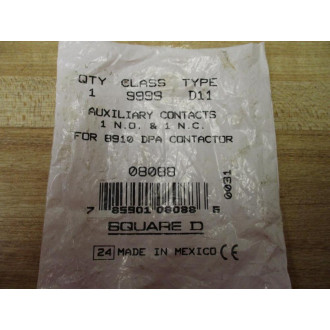 QTY CLASS TYPE
1 9999 D11
AUXILIARY CONTACTS
1 N.O. & 1 N.C.
FOR 8910 DPA CONTACTOR
08088
0031
7 85901 08088
SQUARE D
24 MADE IN MEXICO CE